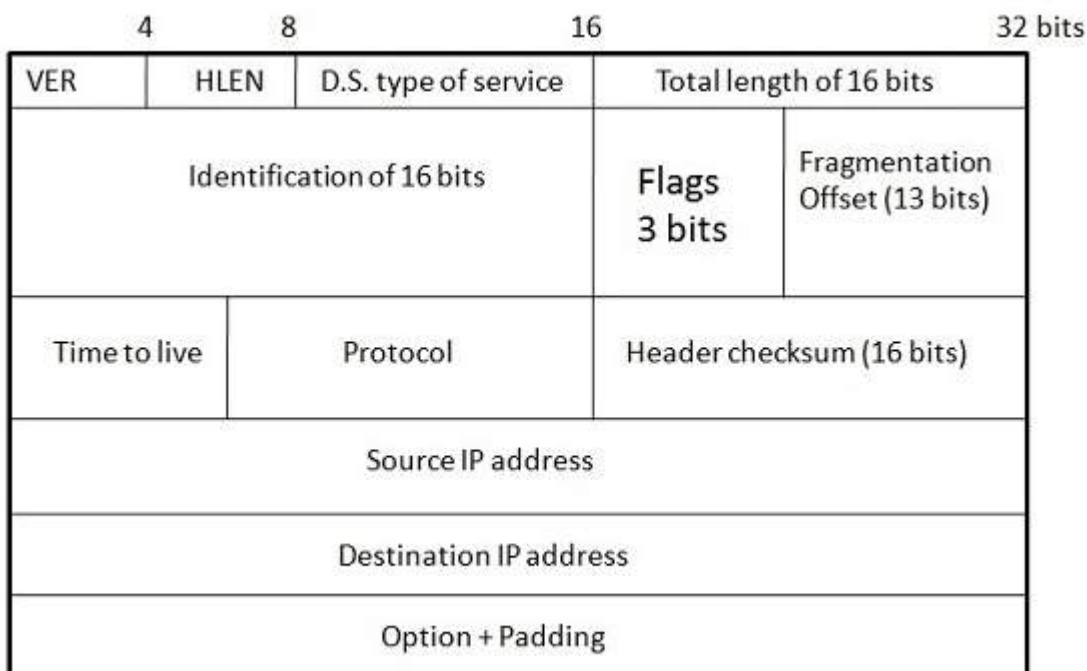 4 8 16 32 bits
VER HLEN D.S. type of service Total length of 16 bits
Identification of 16 bits
Flags
3 bits
Fragmentation
Offset (13 bits)
Time to live Protocol Header checksum (16 bits)
Source IP address
Destination IP address
Option + Padding